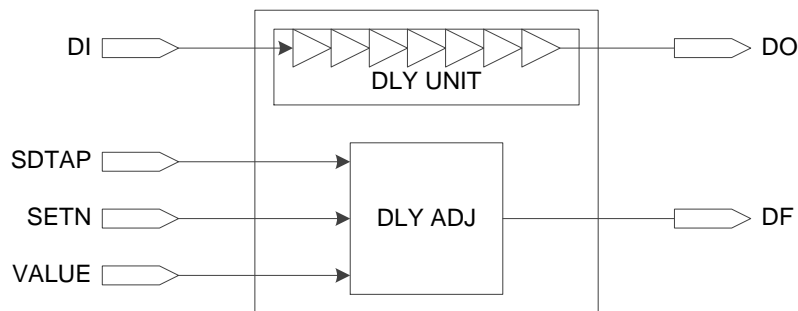 DI
DO
DLY UNIT
SDTAP
SETN
DLY ADJ
DF
VALUE